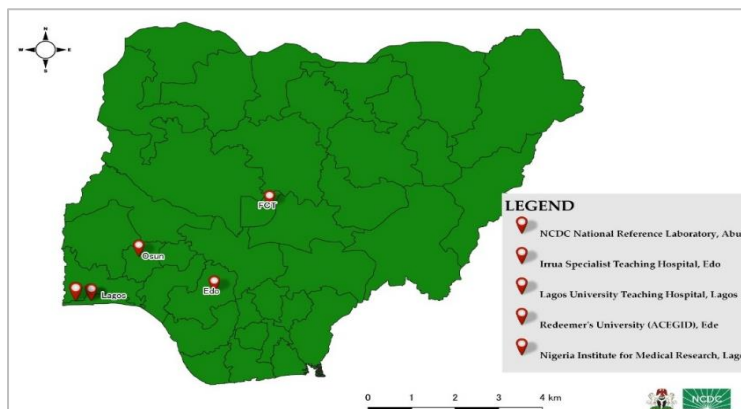 N
W E
S
FCT
Osun
Edo
Lagos
LEGEND
NCDC National Reference Laboratory, Abu
Irrua Specialist Teaching Hospital, Edo
Lagos University Teaching Hospital, Lagos
Redeemer's University (ACEGID), Ede
Nigeria Institute for Medical Research, Lago
0 1 2 3 4 km
NCDC